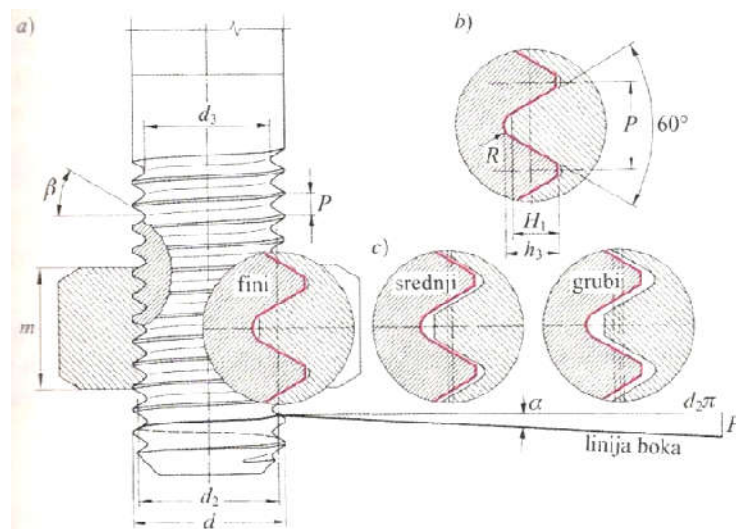 a)
b)
d₃
β
P
P
60°
R
H₁
h₃
c)
fini
srednji
grubi
m
α
d₂π
P
linija boka
d₂
d